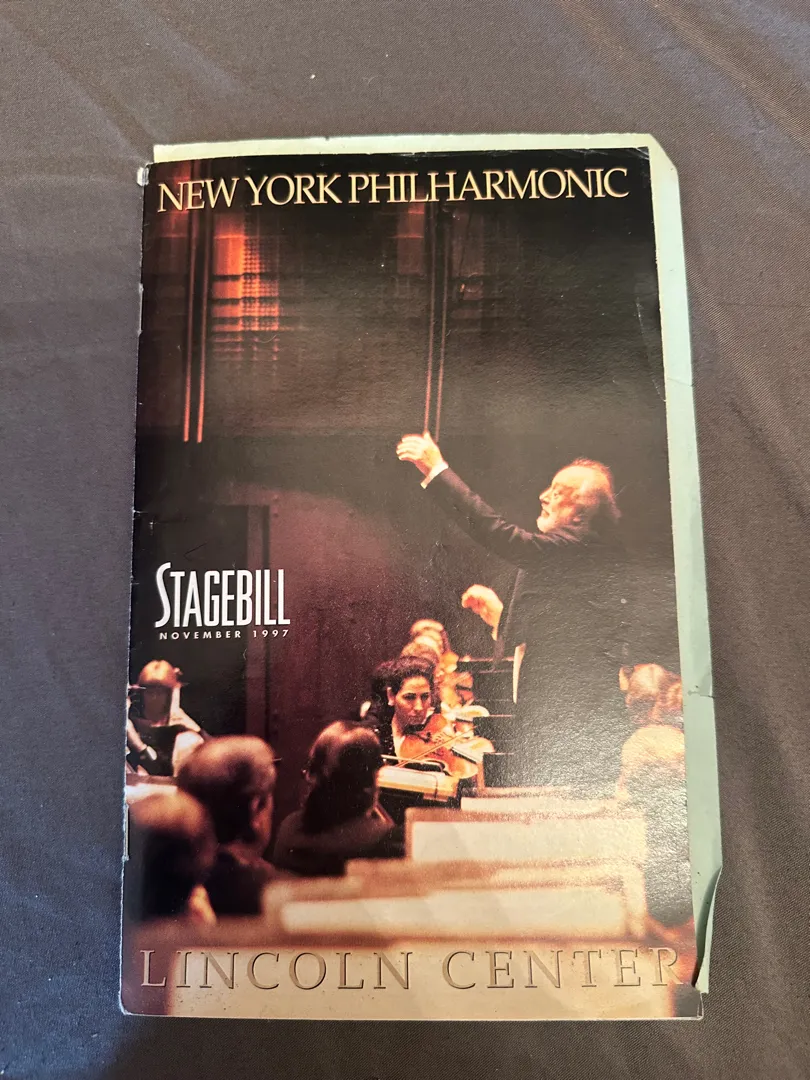 NEW YORK PHILHARMONIC
STAGEBILL
NOVEMBER 1997
LINCOLN CENTER